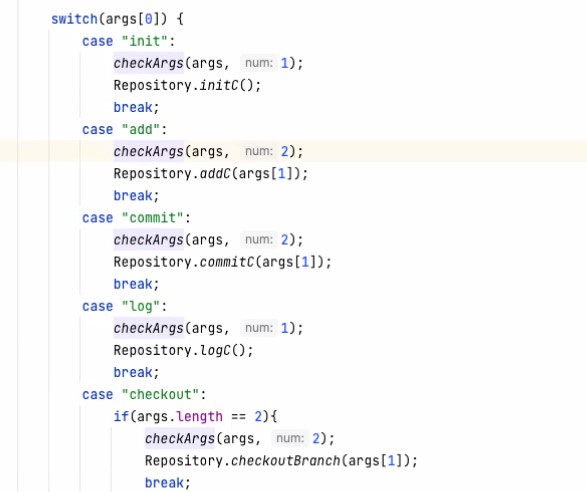 switch(args[0]) {
case "init":
checkArgs(args, num: 1);
Repository.initC();
break;
case "add":
checkArgs(args, num: 2);
Repository.addC(args[1]);
break;
case "commit":
checkArgs(args, num: 2);
Repository.commitC(args[1]);
break;
case "log":
checkArgs(args, num: 1);
Repository.logC();
break;
case "checkout":
if(args.length == 2){
checkArgs(args, num: 2);
Repository.checkoutBranch(args[1]);
break;